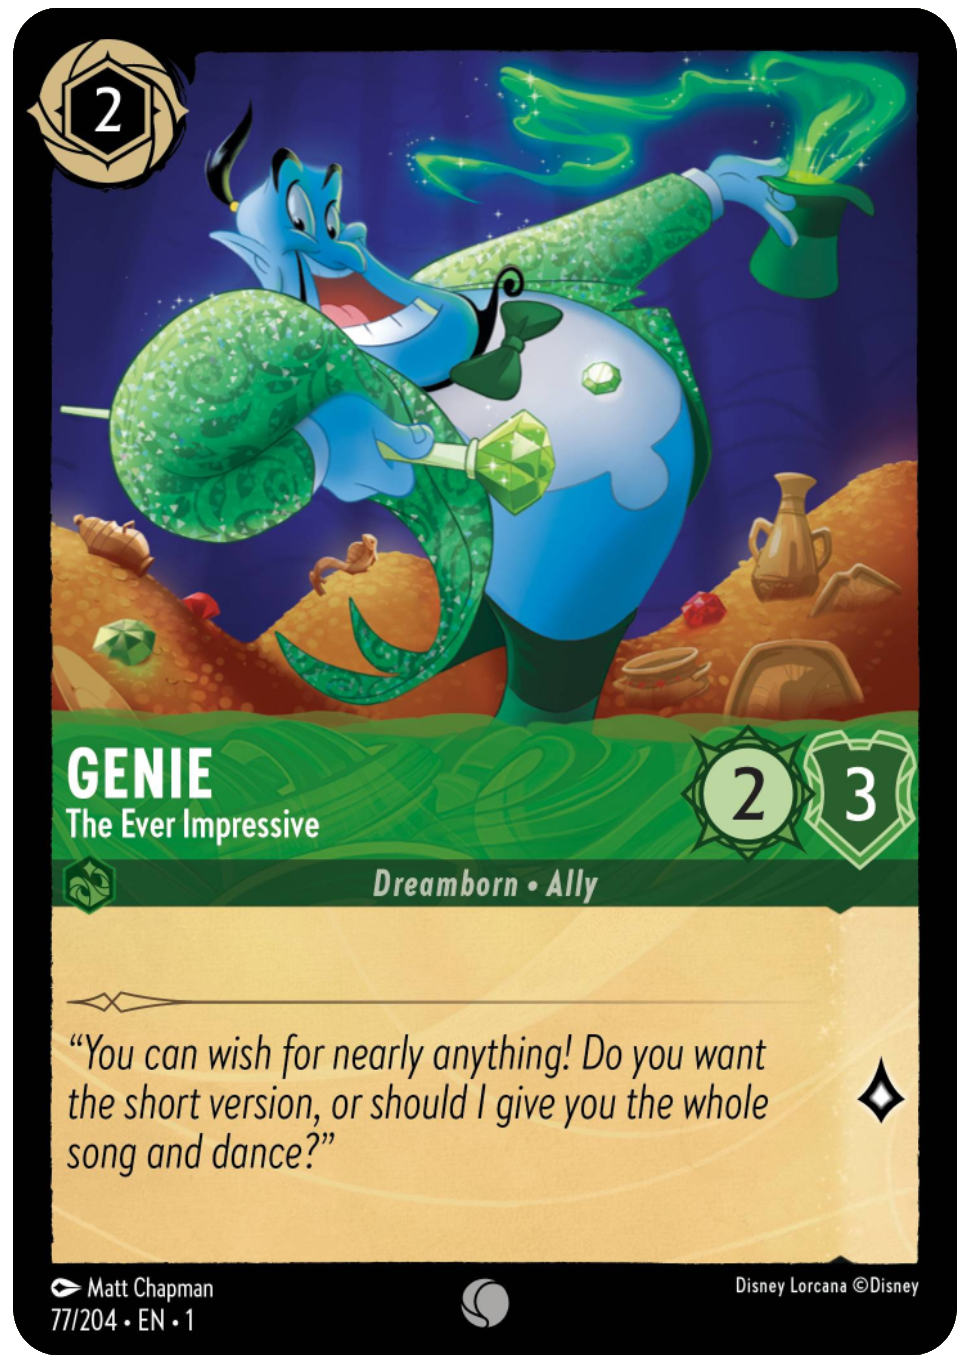 2
GENIE
The Ever Impressive
2
3
Dreamborn • Ally
“You can wish for nearly anything! Do you want
the short version, or should I give you the whole
song and dance?”
Matt Chapman
77/204 • EN • 1
Disney Lorcana ©Disney